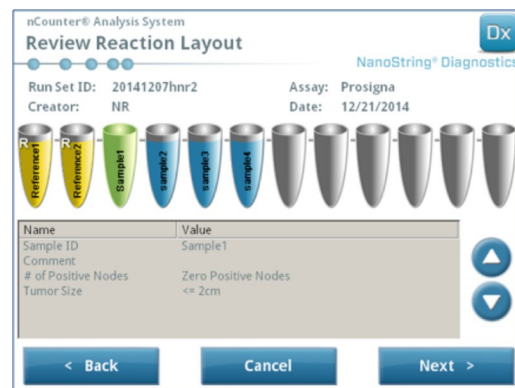 nCounter® Analysis System
Dx
Review Reaction Layout
NanoString® Diagnostics
Run Set ID: 20141207hnr2 Assay: Prosigna
Creator: NR Date: 12/21/2014
R Reference1
R Reference2
Sample1
sample2
sample3
sample4
Name Value
Sample ID Sample1
Comment
# of Positive Nodes Zero Positive Nodes
Tumor Size <= 2cm
< Back Cancel Next >